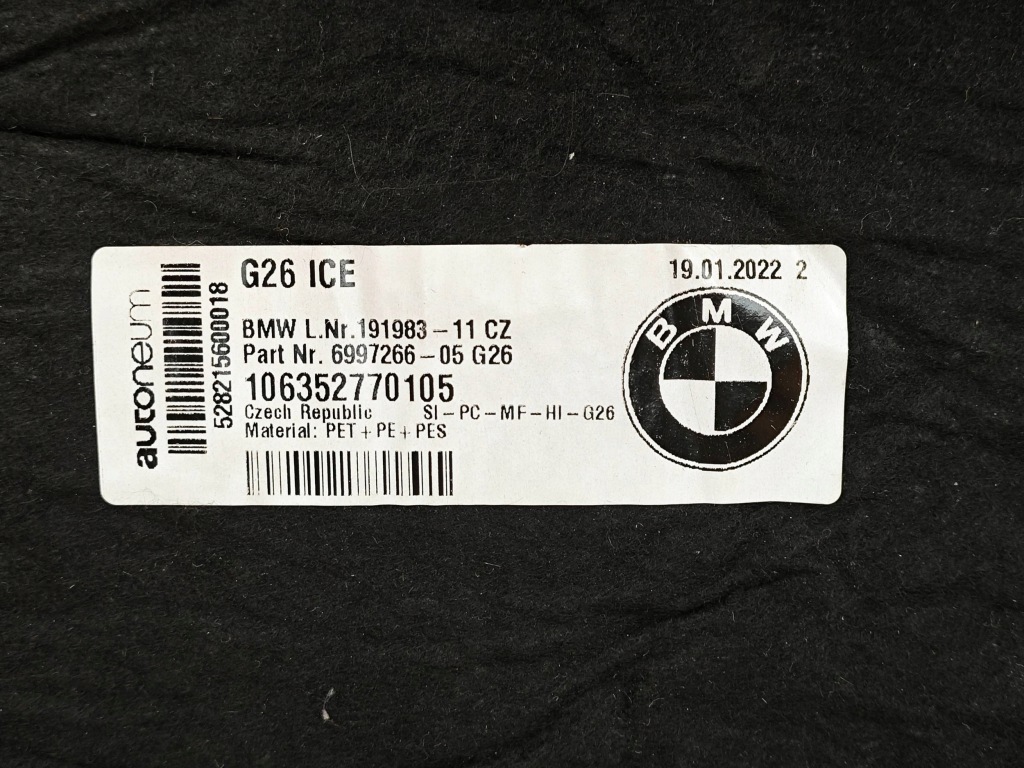 autoneum
528215600018
G26 ICE
19.01.2022 2
BMW L.Nr.191983-11 CZ
Part Nr. 6997266-05 G26
106352770105
Czech Republic SI-PC-MF-HI-G26
Material: PET+PE+PES
BMW